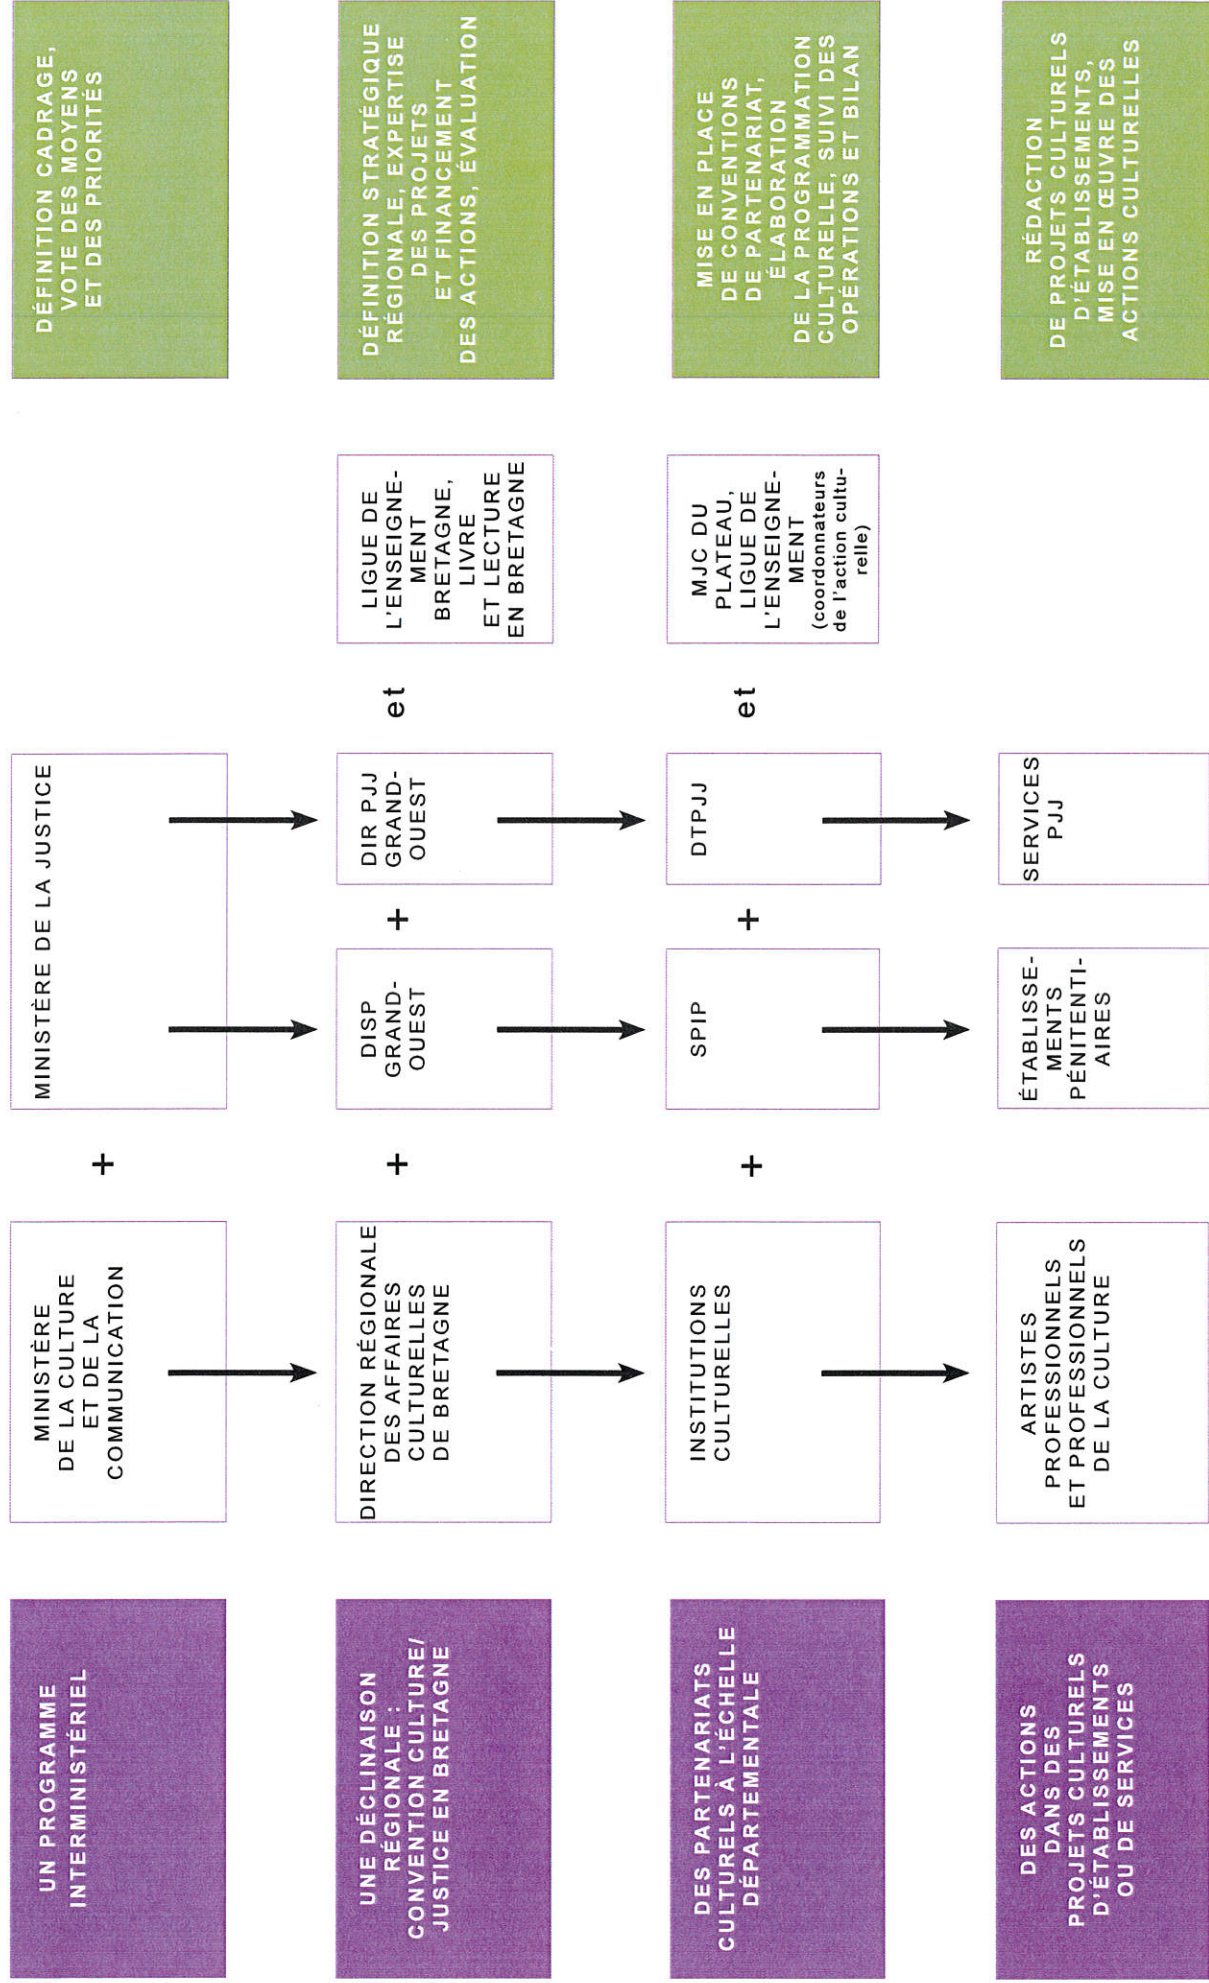 UN PROGRAMME
INTERMINISTÉRIEL
MINISTÈRE
DE LA CULTURE
ET DE LA
COMMUNICATION
+
MINISTÈRE DE LA JUSTICE
DÉFINITION CADRAGE,
VOTE DES MOYENS
ET DES PRIORITÉS
UNE DÉCLINAISON
RÉGIONALE :
CONVENTION CULTURE/
JUSTICE EN BRETAGNE
DIRECTION RÉGIONALE
DES AFFAIRES
CULTURELLES
DE BRETAGNE
+
DISP
GRAND-
OUEST
+
DIR PJJ
GRAND-
OUEST
et
LIGUE DE
L'ENSEIGNE-
MENT
BRETAGNE,
LIVRE
ET LECTURE
EN BRETAGNE
DÉFINITION STRATÉGIQUE
RÉGIONALE, EXPERTISE
DES PROJETS
ET FINANCEMENT
DES ACTIONS, ÉVALUATION
DES PARTENARIATS
CULTURELS À L'ÉCHELLE
DÉPARTEMENTALE
INSTITUTIONS
CULTURELLES
+
SPIP
+
DTPJJ
et
MJC DU
PLATEAU,
LIGUE DE
L'ENSEIGNE-
MENT
(coordonnateurs
de l'action cultu-
relle)
MISE EN PLACE
DE CONVENTIONS
DE PARTENARIAT,
ÉLABORATION
DE LA PROGRAMMATION
CULTURELLE, SUIVI DES
OPÉRATIONS ET BILAN
DES ACTIONS
DANS DES
PROJETS CULTURELS
D'ÉTABLISSEMENTS
OU DE SERVICES
ARTISTES
PROFESSIONNELS
ET PROFESSIONNELS
DE LA CULTURE
ÉTABLISSE-
MENTS
PÉNITENTI-
AIRES
SERVICES
PJJ
RÉDACTION
DE PROJETS CULTURELS
D'ÉTABLISSEMENTS,
MISE EN ŒUVRE DES
ACTIONS CULTURELLES